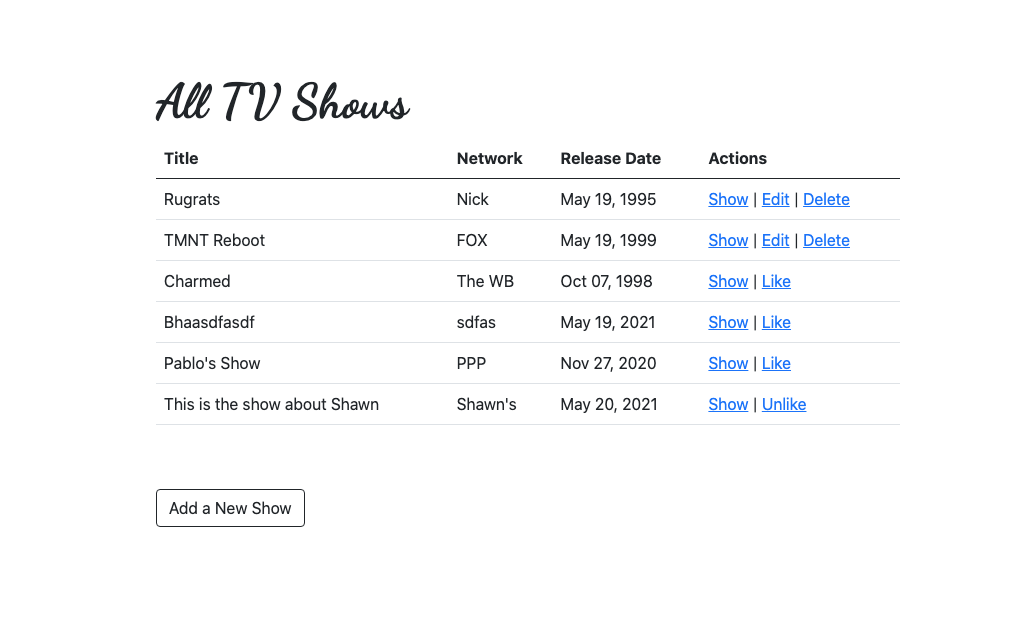 All TV Shows
Title Network Release Date Actions
Rugrats Nick May 19, 1995 Show | Edit | Delete
TMNT Reboot FOX May 19, 1999 Show | Edit | Delete
Charmed The WB Oct 07, 1998 Show | Like
Bhaasdfasdf sdfas May 19, 2021 Show | Like
Pablo's Show PPP Nov 27, 2020 Show | Like
This is the show about Shawn Shawn's May 20, 2021 Show | Unlike
Add a New Show